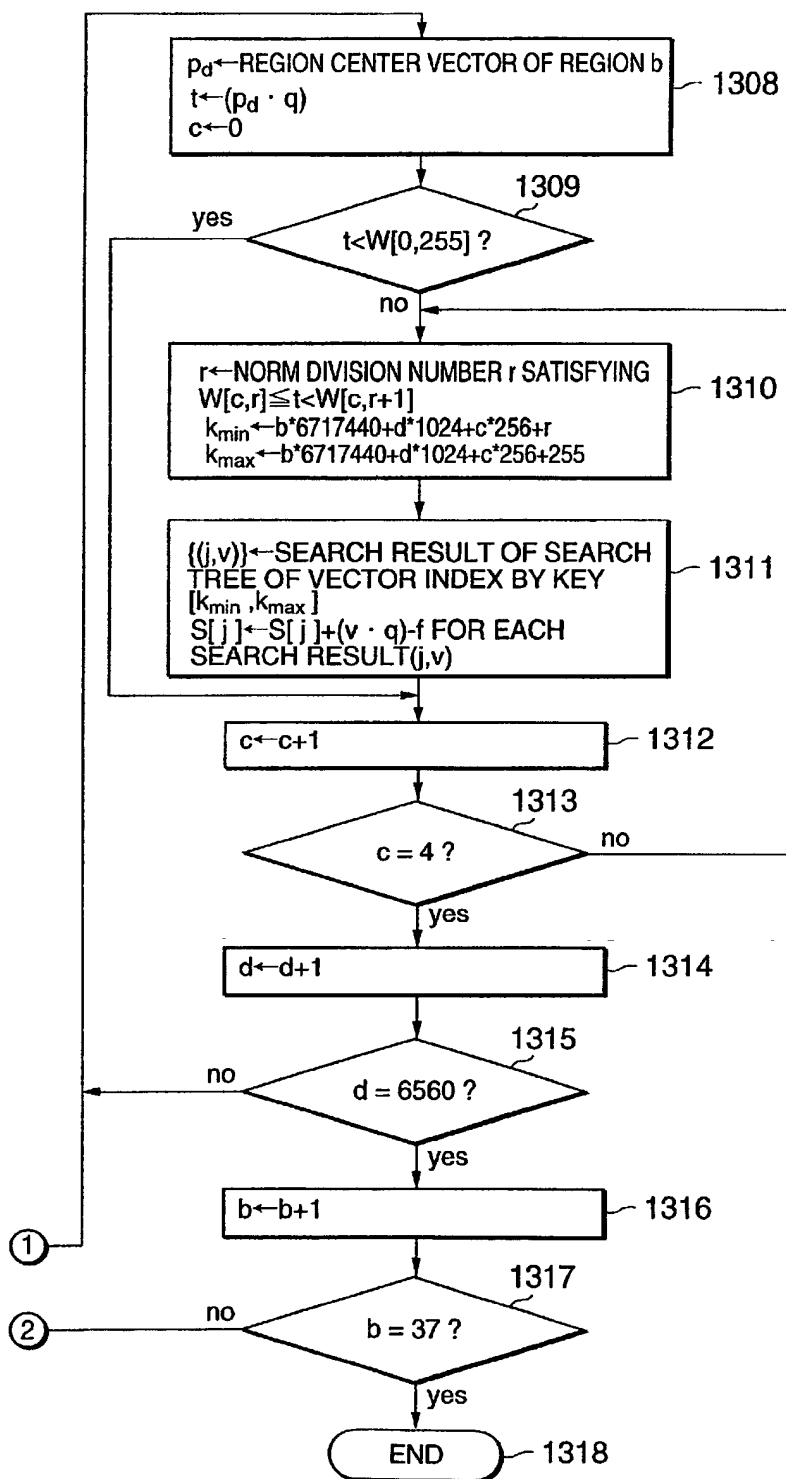 p_d←REGION CENTER VECTOR OF REGION b
t←(p_d · q)
c←0
1308
1309
yes
t<W[0,255] ?
no
r←NORM DIVISION NUMBER r SATISFYING
W[c,r]≦t<W[c,r+1]
k_min←b*6717440+d*1024+c*256+r
k_max←b*6717440+d*1024+c*256+255
1310
{(j,v)}←SEARCH RESULT OF SEARCH
TREE OF VECTOR INDEX BY KEY
[k_min ,k_max ]
S[ j ]←S[ j ]+(v · q)-f FOR EACH
SEARCH RESULT(j,v)
1311
c←c+1
1312
1313
c = 4 ?
no
yes
d←d+1
1314
1315
no
d = 6560 ?
yes
b←b+1
1316
1
1317
no
2
b = 37 ?
yes
END
1318